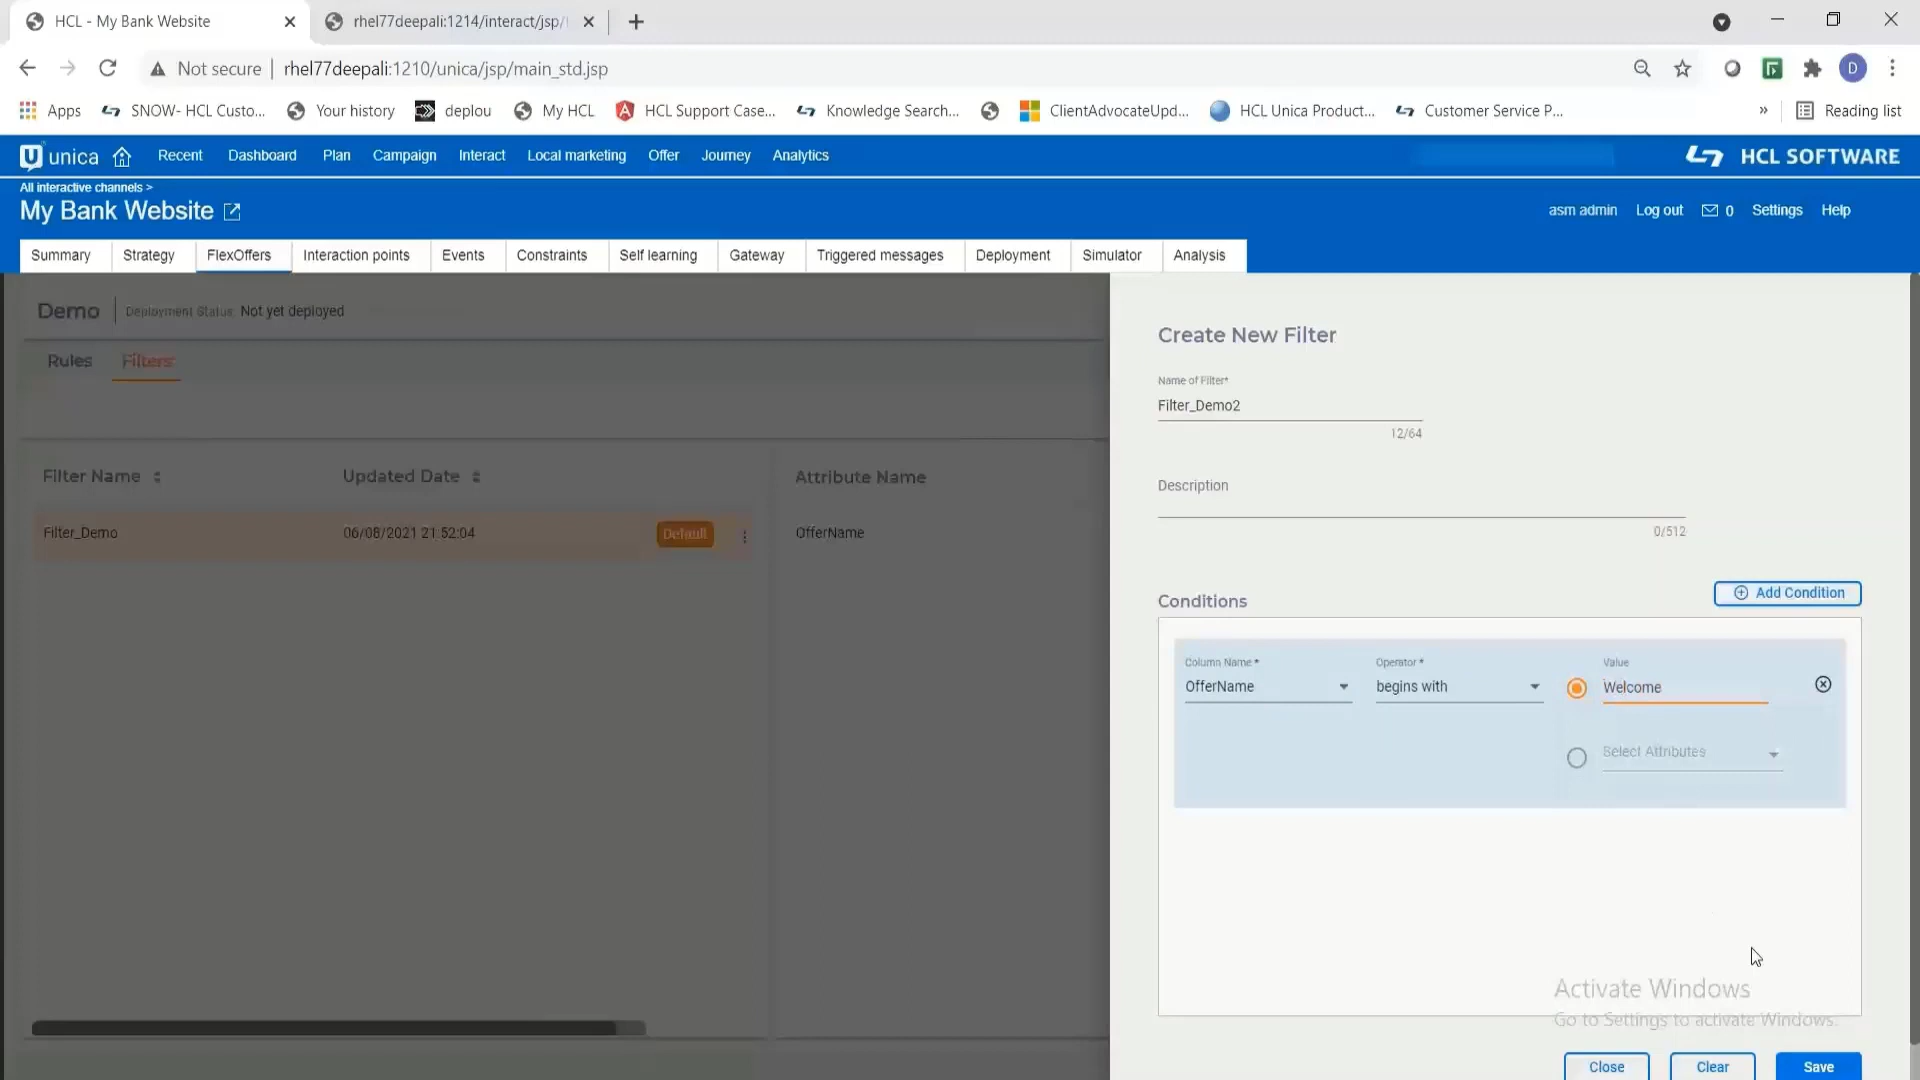 HCL - My Bank Website
rhel77deepali:1214/interact/jsp/
Not secure
rhel77deepali:1210/unica/jsp/main_std.jsp
D
Apps
SNOW- HCL Custo...
Your history
deplou
My HCL
HCL Support Case...
Knowledge Search...
ClientAdvocateUpd...
HCL Unica Product...
Customer Service P...
»
Reading list
unica
Recent
Dashboard
Plan
Campaign
Interact
Local marketing
Offer
Journey
Analytics
HCL SOFTWARE
All interactive channels >
My Bank Website
asm admin
Log out
0
Settings
Help
Summary
Strategy
FlexOffers
Interaction points
Events
Constraints
Self learning
Gateway
Triggered messages
Deployment
Simulator
Analysis
Demo
Deployment Status: Not yet deployed
Rules
Filters
Filter Name
Updated Date
Attribute Name
Filter_Demo
06/08/2021 21:52:04
Default
OfferName
Create New Filter
Name of Filter*
Filter_Demo2
12/64
Description
0/512
Conditions
Add Condition
Column Name *
Operator *
Value
OfferName
begins with
Welcome
Select Attributes
Activate Windows
Go to Settings to activate Windows.
Close
Clear
Save